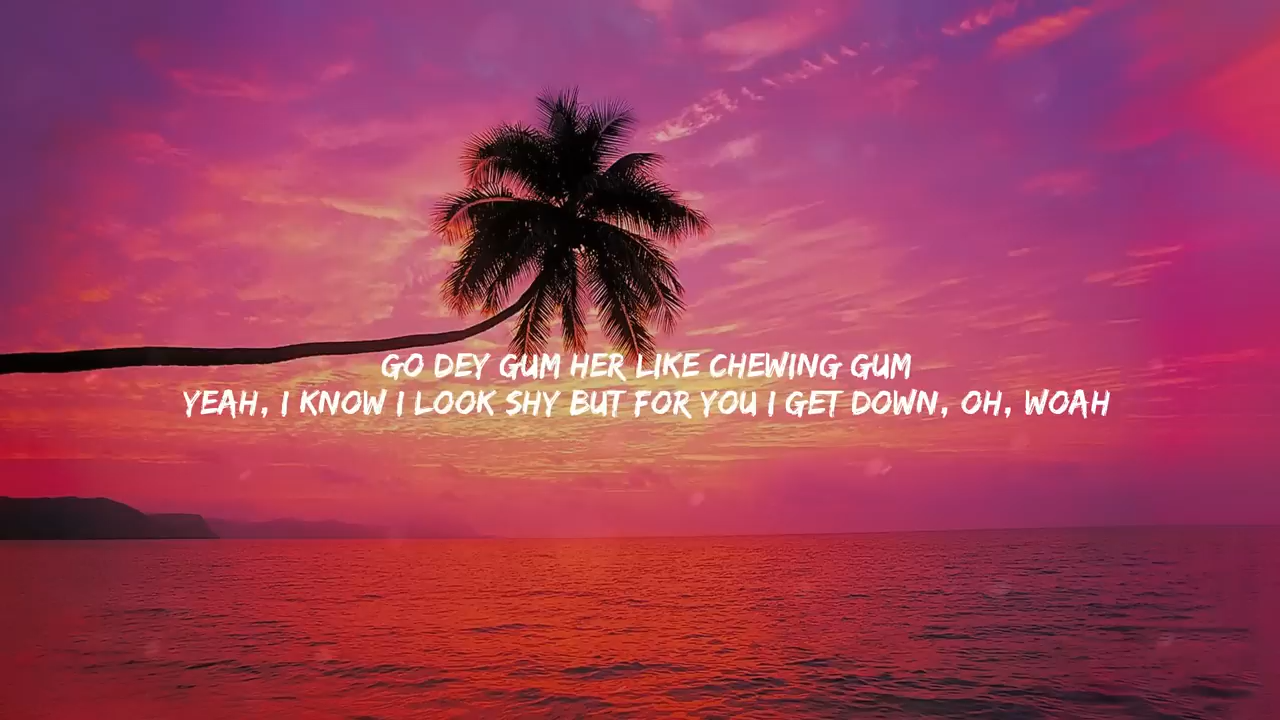 GO DEY GUM HER LIKE CHEWING GUM
YEAH, I KNOW I LOOK SHY BUT FOR YOU I GET DOWN, OH, WOAH